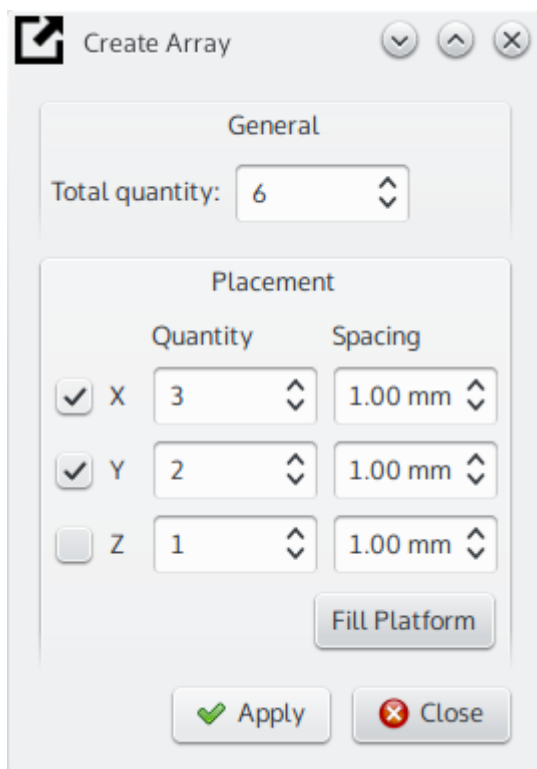 Create Array
General
Total quantity: 6
Placement
Quantity Spacing
X 3 1.00 mm
Y 2 1.00 mm
Z 1 1.00 mm
Fill Platform
Apply Close